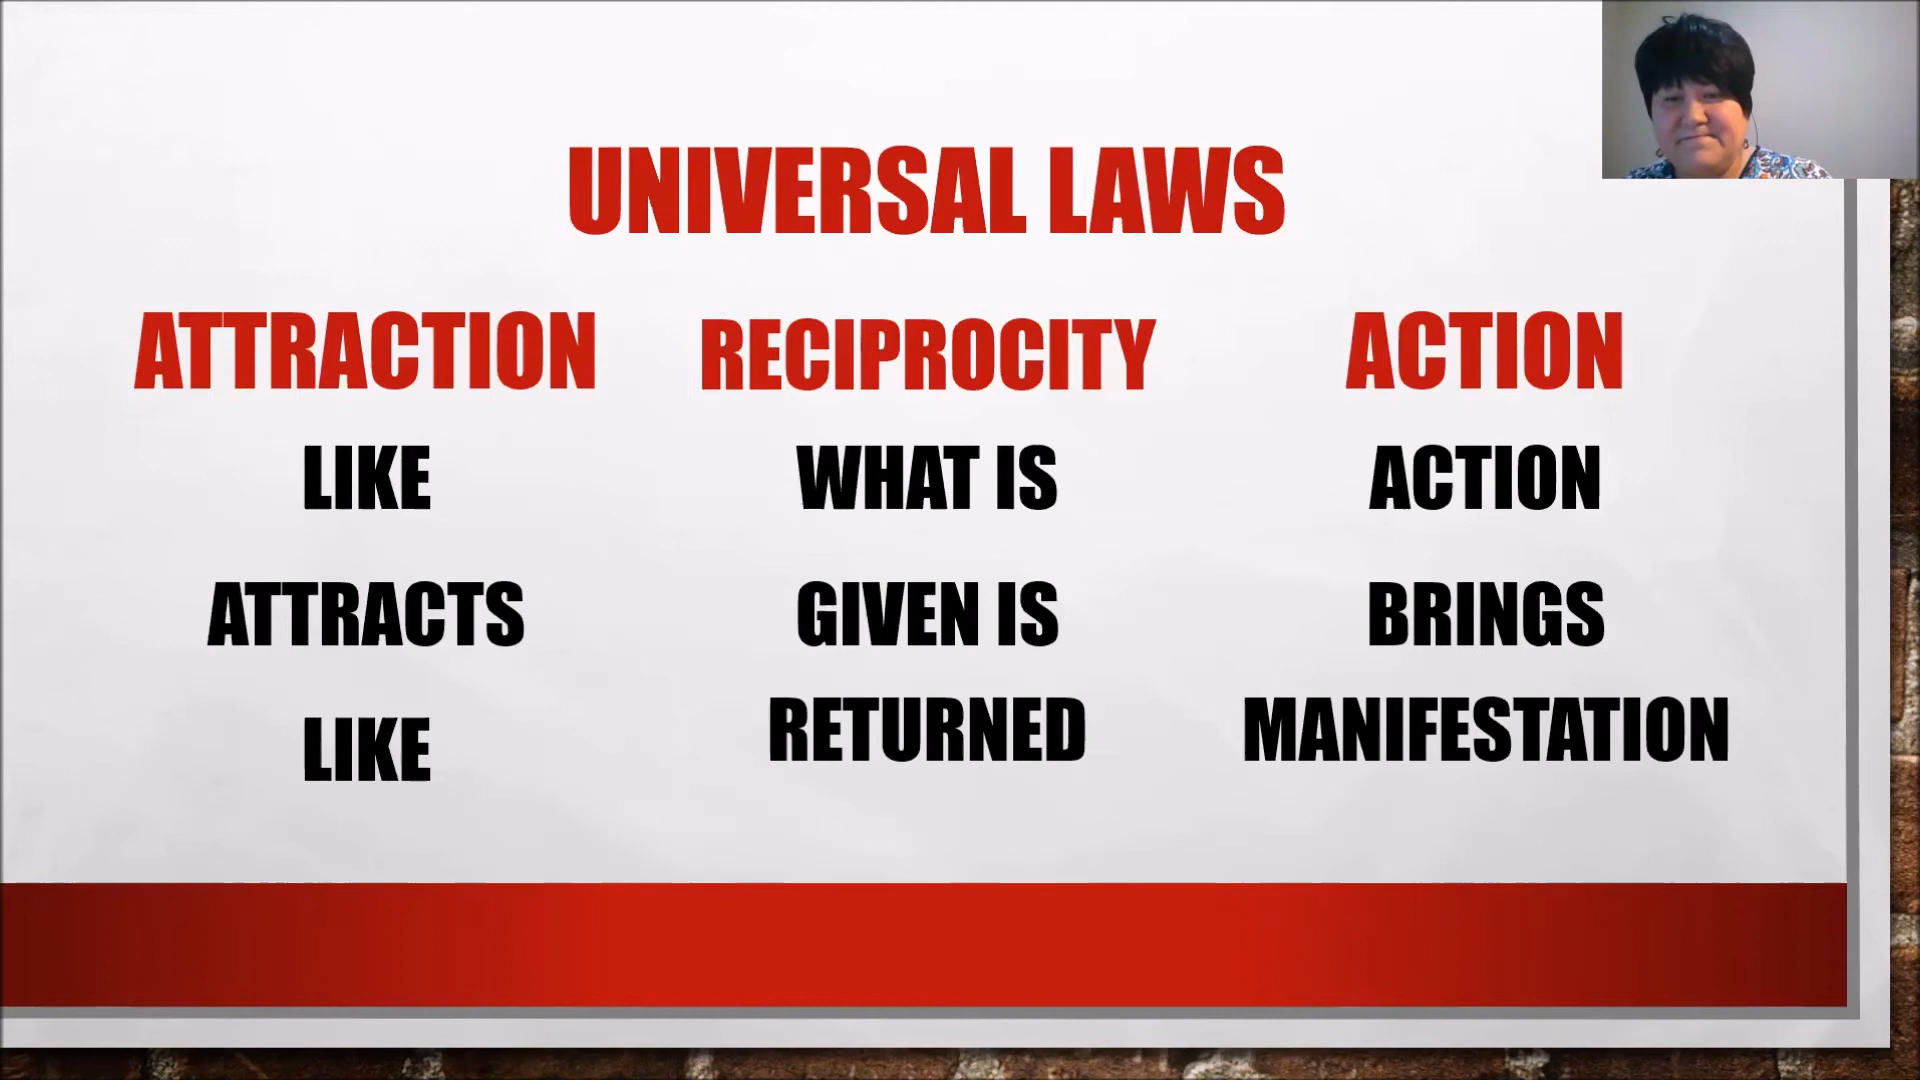 UNIVERSAL LAWS
ATTRACTION
LIKE
ATTRACTS
LIKE
RECIPROCITY
WHAT IS
GIVEN IS
RETURNED
ACTION
ACTION
BRINGS
MANIFESTATION